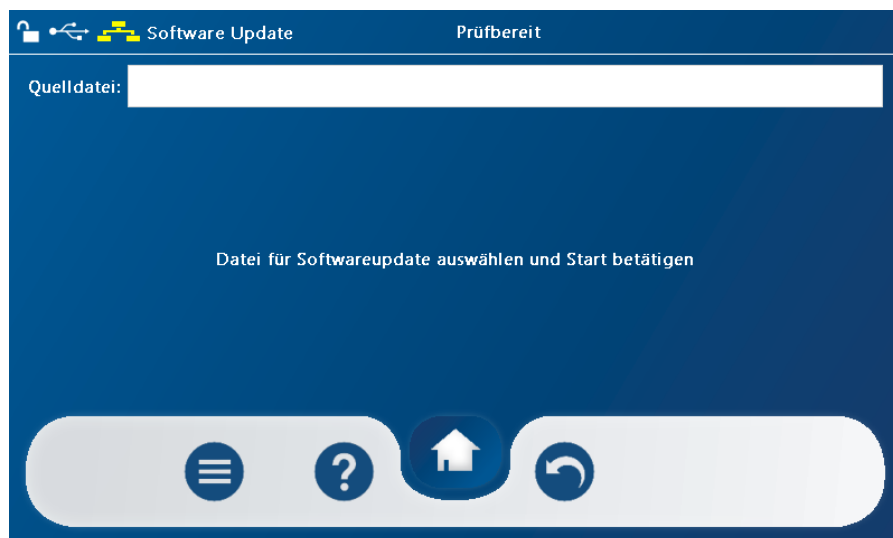 Software Update
Prüfbereit
Quelldatei:
Datei für Softwareupdate auswählen und Start betätigen
?